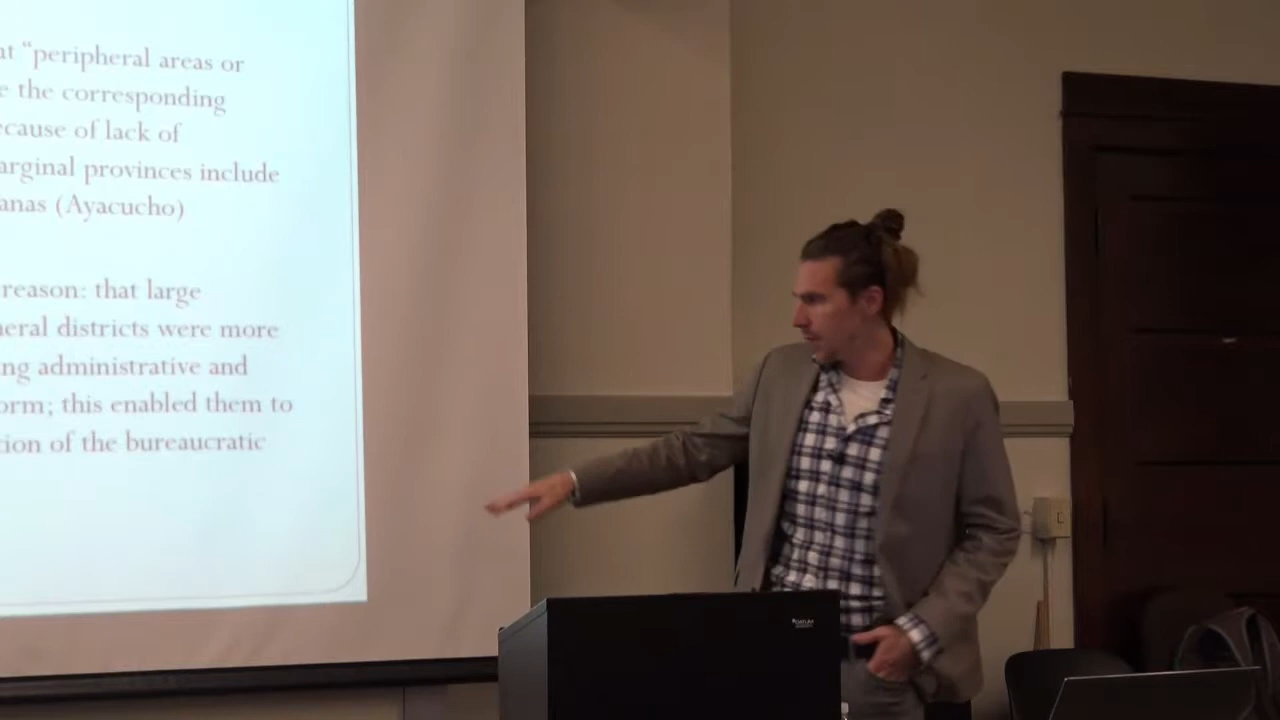 at “peripheral areas or
e the corresponding
ecause of lack of
arginal provinces include
anas (Ayacucho)
reason: that large
neral districts were more
ng administrative and
orm; this enabled them to
tion of the bureaucratic